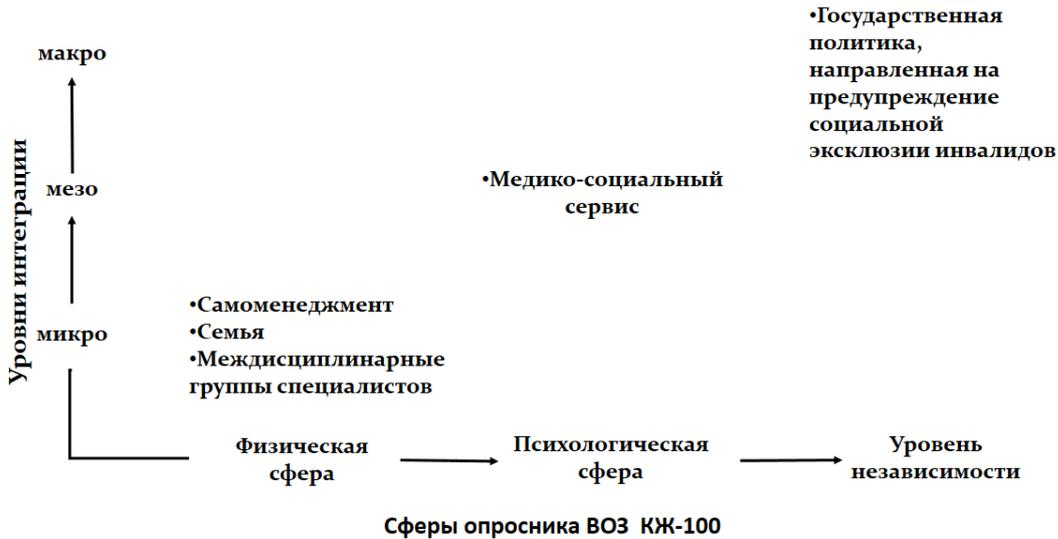 •Государственная
политика,
направленная на
предупреждение
социальной
эксклюзии инвалидов
макро
•Медико-социальный
сервис
мезо
Уровни интеграции
•Самоменеджмент
•Семья
•Междисциплинарные
группы специалистов
микро
Физическая
сфера
Психологическая
сфера
Уровень
независимости
Сферы опросника ВОЗ КЖ-100